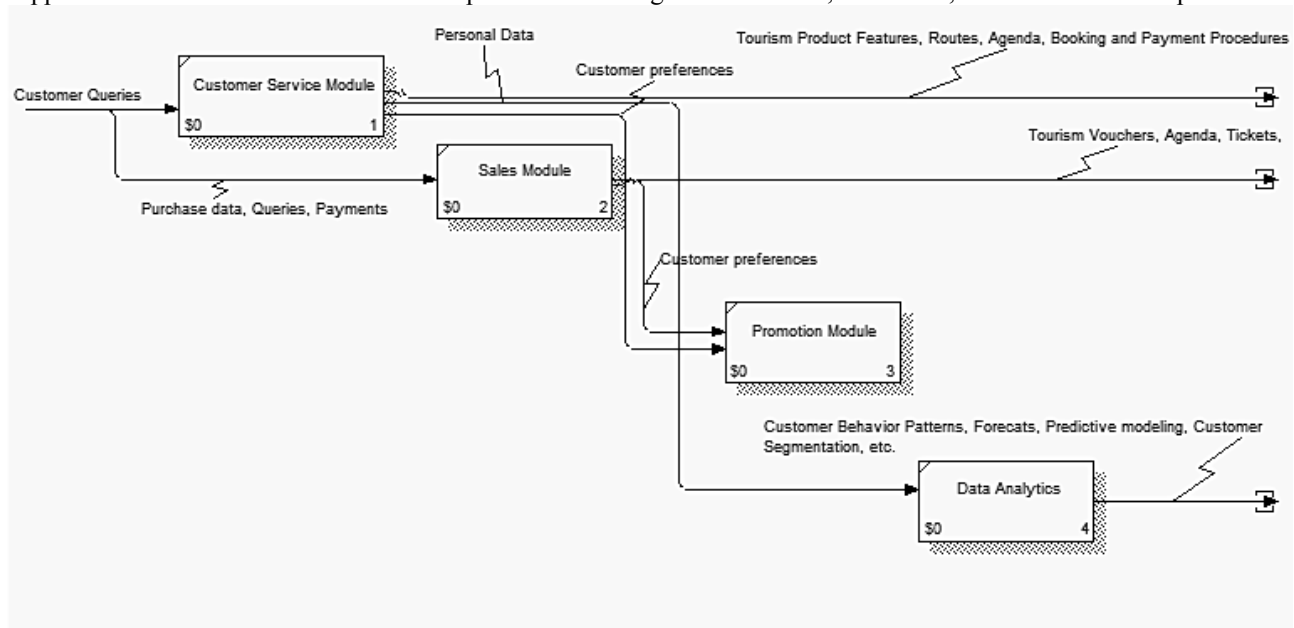 Personal Data
Tourism Product Features, Routes, Agenda, Booking and Payment Procedures
Customer preferences
Customer Service Module
Customer Queries
$0 1
Tourism Vouchers, Agenda, Tickets,
Sales Module
$0 2
Purchase data, Queries, Payments
Customer preferences
Promotion Module
$0 3
Customer Behavior Patterns, Forecats, Predictive modeling, Customer
Segmentation, etc.
Data Analytics
$0 4